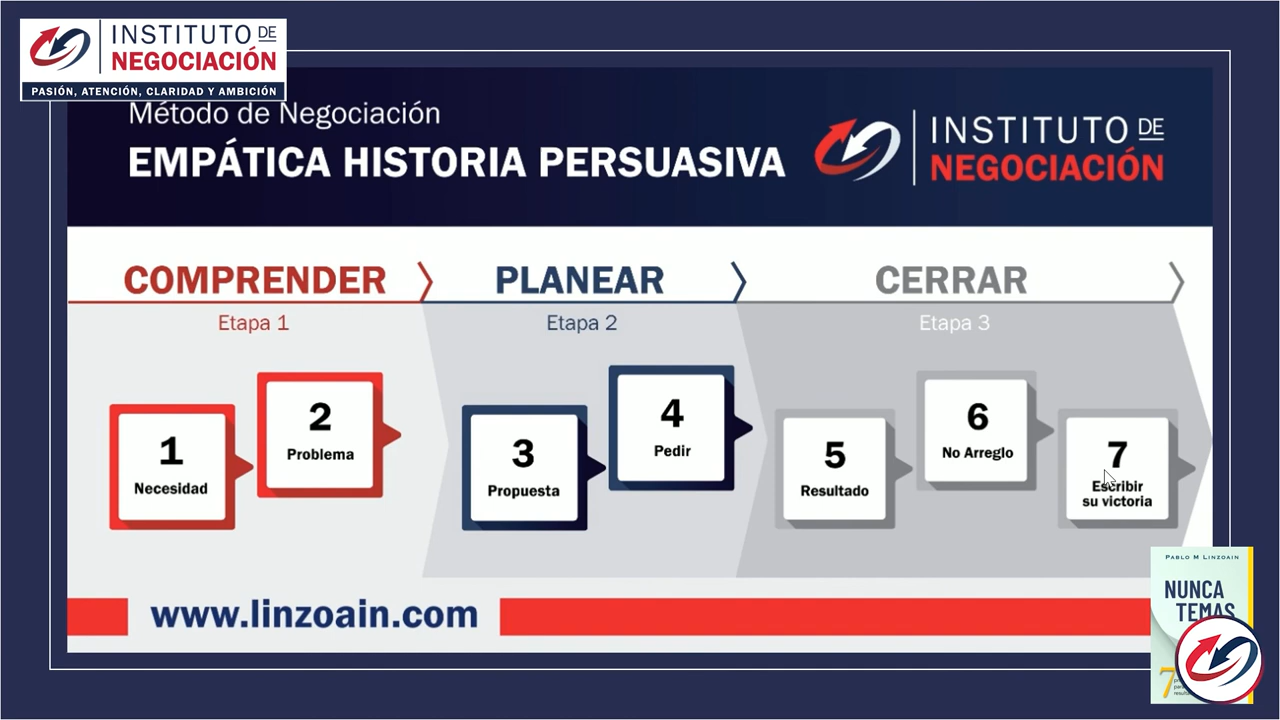 INSTITUTO DE
NEGOCIACIÓN
PASIÓN, ATENCIÓN, CLARIDAD Y AMBICIÓN
Método de Negociación
EMPÁTICA HISTORIA PERSUASIVA
INSTITUTO DE
NEGOCIACIÓN
COMPRENDER
PLANEAR
CERRAR
Etapa 1
Etapa 2
Etapa 3
1
Necesidad
2
Problema
3
Propuesta
4
Pedir
5
Resultado
6
No Arreglo
7
Escribir
su victoria
www.linzoain.com
PABLO M LINZOAIN
NUNCA
TEMAS
7